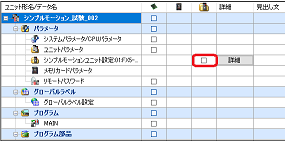 ユニット形名/データ名 詳細 見出し文
シンプルモーション_試験_002
パラメータ
システムパラメータ/CPUパラメータ
ユニットパラメータ
シンプルモーションユニット設定:01:FX5-... 詳細
メモリカードパラメータ
リモートパスワード
グローバルラベル
グローバルラベル設定
プログラム
MAIN
プログラム部品